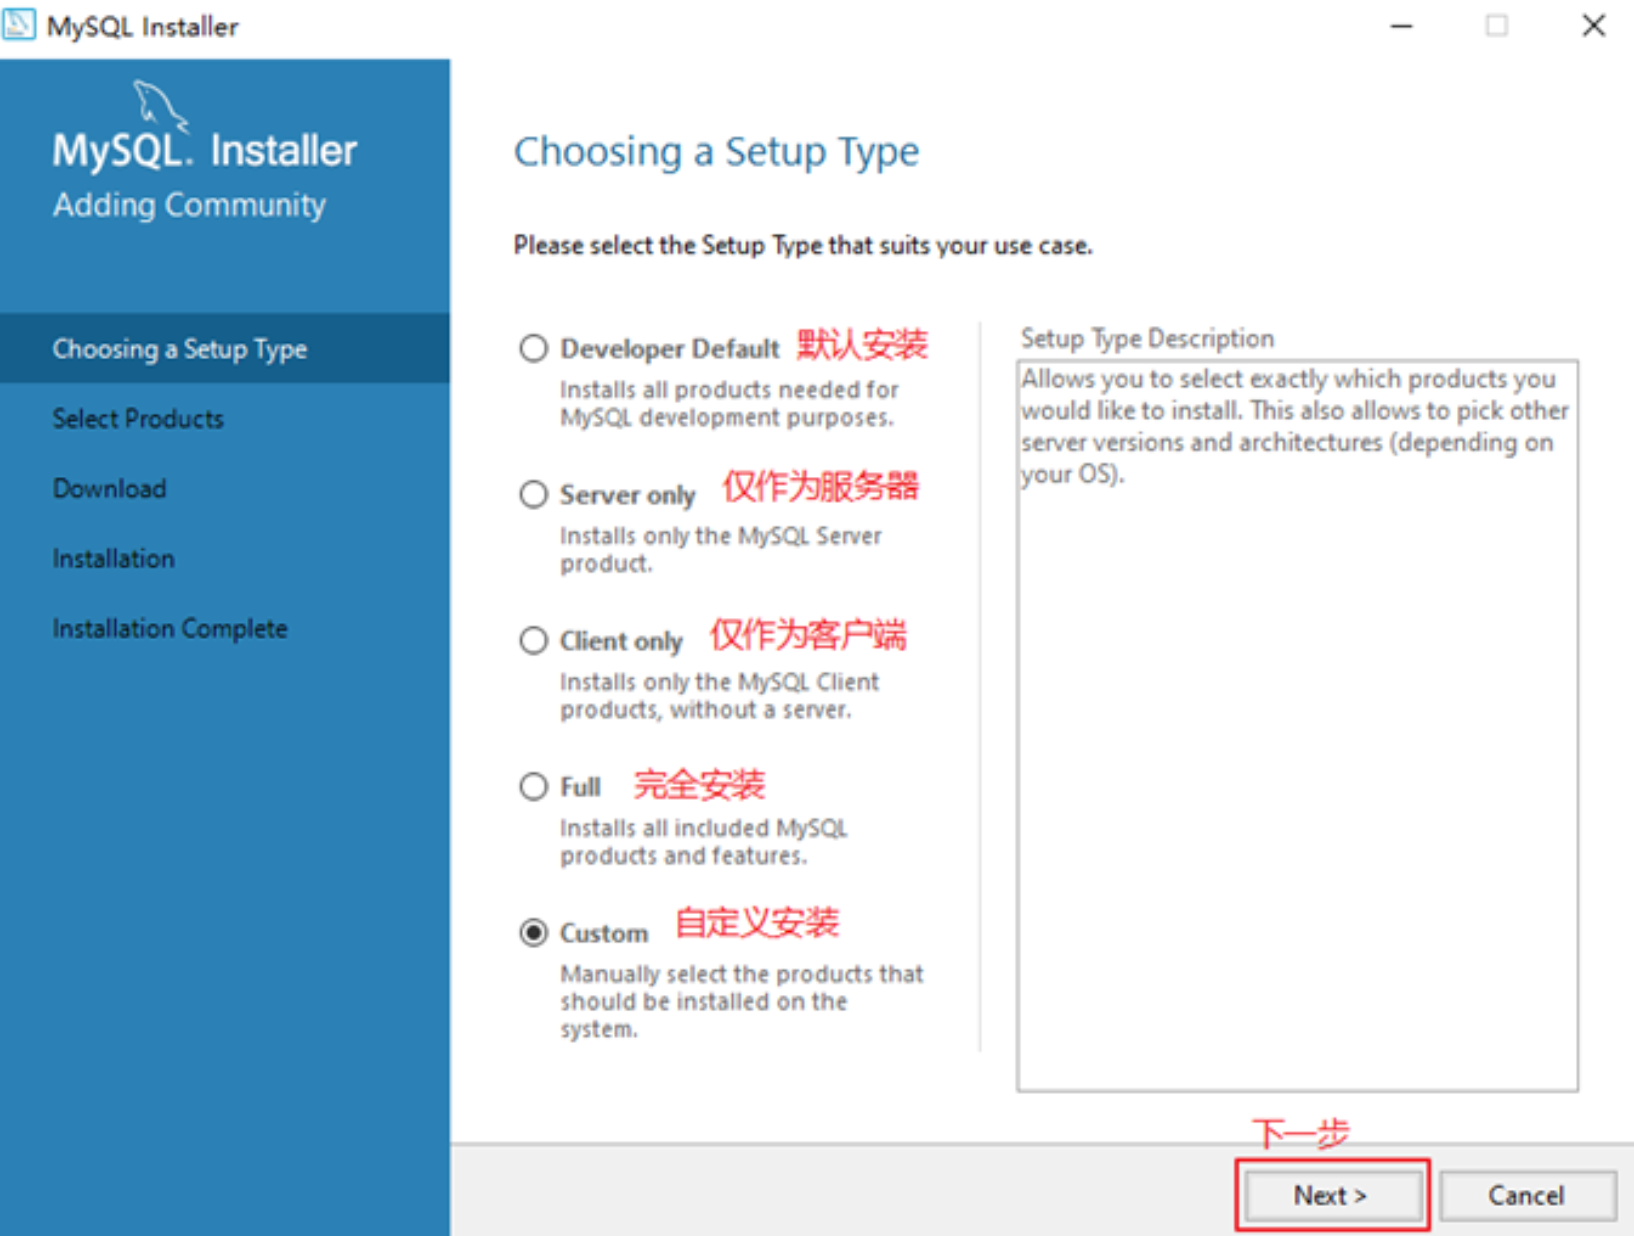 MySQL Installer
MySQL. Installer
Adding Community
Choosing a Setup Type
Select Products
Download
Installation
Installation Complete
Choosing a Setup Type
Please select the Setup Type that suits your use case.
Developer Default 默认安装
Installs all products needed for
MySQL development purposes.
Server only 仅作为服务器
Installs only the MySQL Server
product.
Client only 仅作为客户端
Installs only the MySQL Client
products, without a server.
Full 完全安装
Installs all included MySQL
products and features.
Custom 自定义安装
Manually select the products that
should be installed on the
system.
Setup Type Description
Allows you to select exactly which products you
would like to install. This also allows to pick other
server versions and architectures (depending on
your OS).
下一步
Next >
Cancel